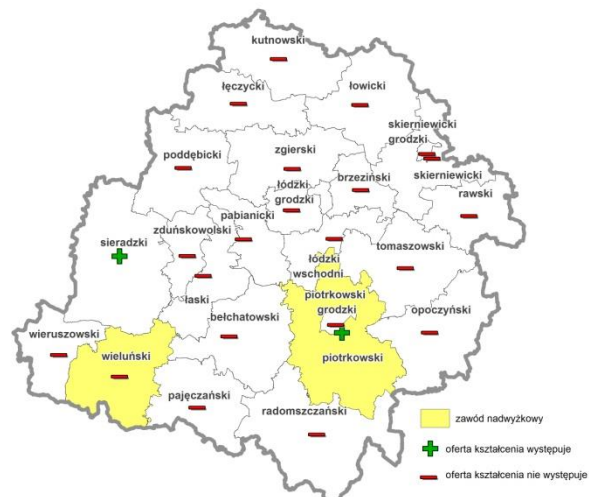 kutnowski
łęczycki
łowicki
skierniewicki
grodzki
poddębicki
zgierski
brzeziński
skierniewicki
łódzki
grodzki
rawski
pabianicki
zduńskowolski
sieradzki
łódzki
wschodni
tomaszowski
łaski
piotrkowski
grodzki
bełchatowski
opoczyński
wieruszowski
wieluński
piotrkowski
pajęczański
radomszczański
zawód nadwyżkowy
oferta kształcenia występuje
oferta kształcenia nie występuje